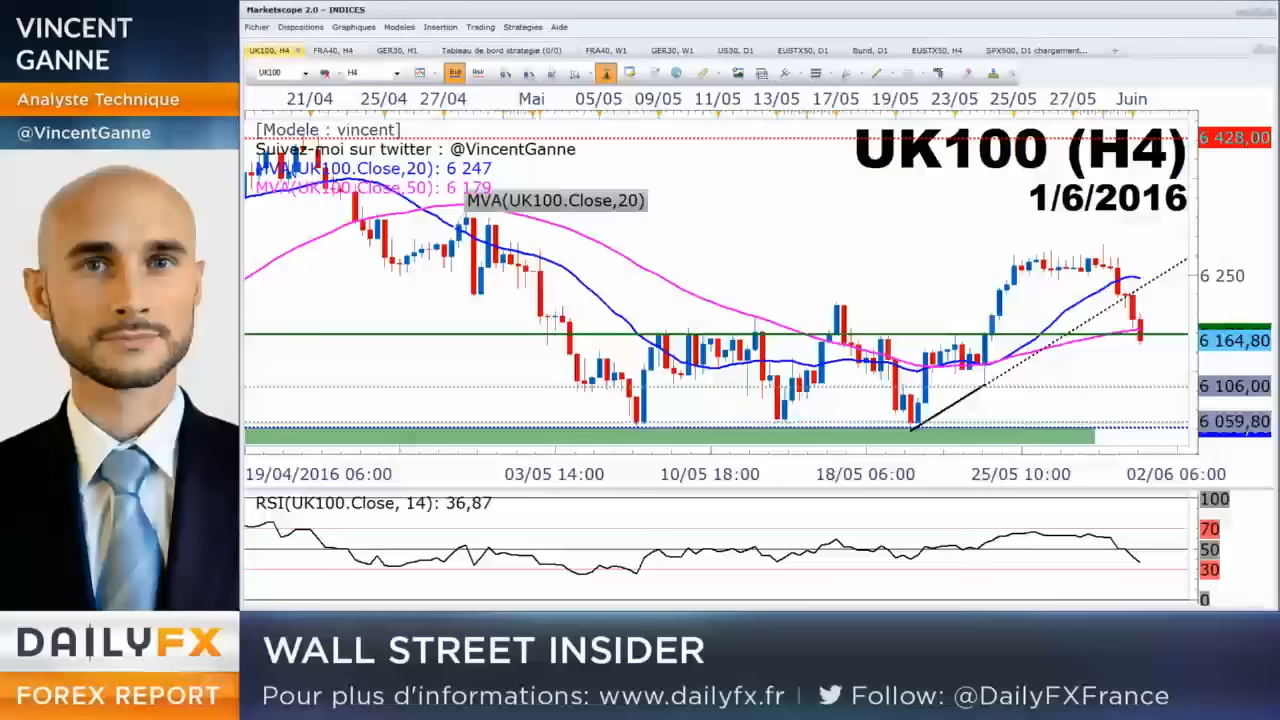 VINCENT
GANNE
Analyste Technique
@VincentGanne
Marketscope 2.0 - INDICES
Fichier Dispositions Graphiques Modeles Insertion Trading Strategies Aide
UK100, H4 FRA40, H4 GER30, H1 Tableau de bord strategie (0/0) FRA40, W1 GER30, W1 US30, D1 EUSTX50, D1 Bund, D1 EUSTX50, H4 SPX500, D1 chargement...
UK100 H4 Bid Ask
21/04 25/04 27/04 Mai 05/05 09/05 11/05 13/05 17/05 19/05 23/05 25/05 27/05 Juin
[Modele : vincent]
Suivez-moi sur twitter : @VincentGanne
MVA(UK100.Close,20): 6 247
MVA(UK100.Close,50): 6 179
MVA(UK100.Close,20)
UK100 (H4)
1/6/2016
6 428,00
6 250
6 164,80
6 106,00
6 059,80
19/04/2016 06:00 03/05 14:00 10/05 18:00 18/05 06:00 25/05 10:00 02/06 06:00
RSI(UK100.Close, 14): 36,87
100
70
50
30
0
DAILYFX
FOREX REPORT
WALL STREET INSIDER
Pour plus d'informations: www.dailyfx.fr | Follow: @DailyFXFrance